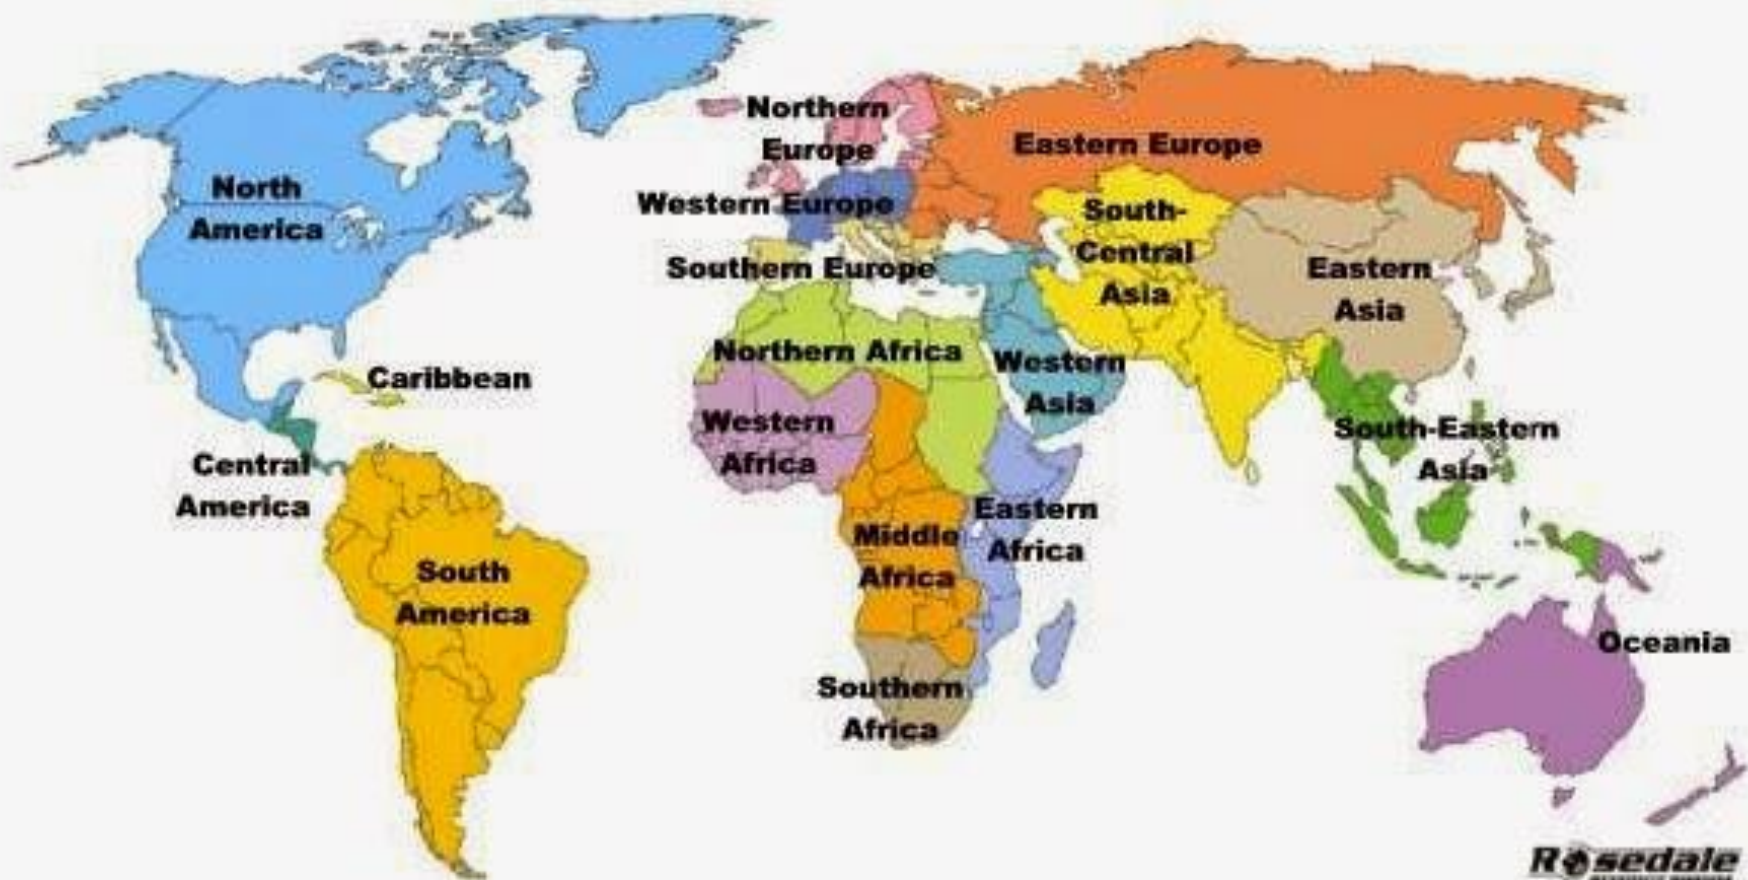 Northern
Europe
Eastern Europe
North
America
Western Europe
South-
Central
Asia
Southern Europe
Eastern
Asia
Northern Africa
Western
Asia
Caribbean
Western
Africa
South-Eastern
Asia
Central
America
Eastern
Africa
Middle
Africa
South
America
Oceania
Southern
Africa
Rosedale